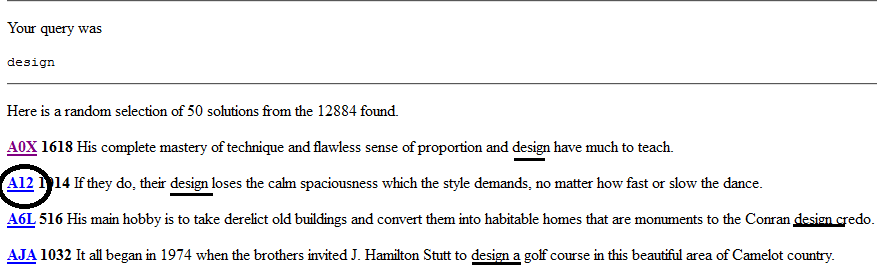 Your query was
design
Here is a random selection of 50 solutions from the 12884 found.
A0X 1618 His complete mastery of technique and flawless sense of proportion and design have much to teach.
A12 If they do, their design loses the calm spaciousness which the style demands, no matter how fast or slow the dance.
A6L 516 His main hobby is to take derelict old buildings and convert them into habitable homes that are monuments to the Conran design credo.
AJA 1032 It all began in 1974 when the brothers invited J. Hamilton Stutt to design a golf course in this beautiful area of Camelot country.